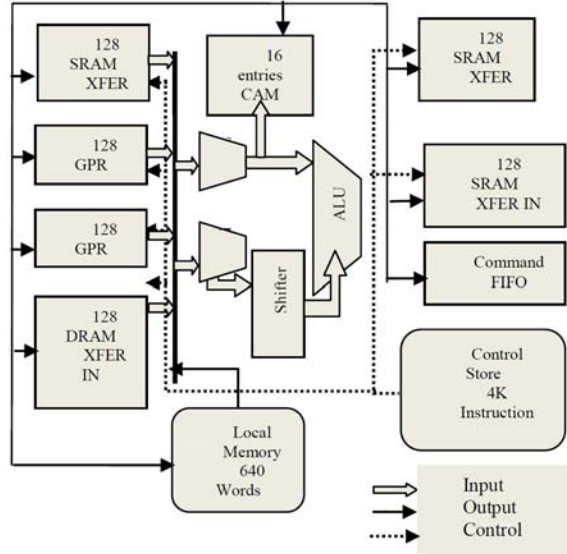 128
SRAM
XFER
128
GPR
128
GPR
128
DRAM
XFER
IN
16
entries
CAM
ALU
Shifter
Local
Memory
640
Words
128
SRAM
XFER
128
SRAM
XFER IN
Command
FIFO
Control
Store
4K
Instruction
Input
Output
Control